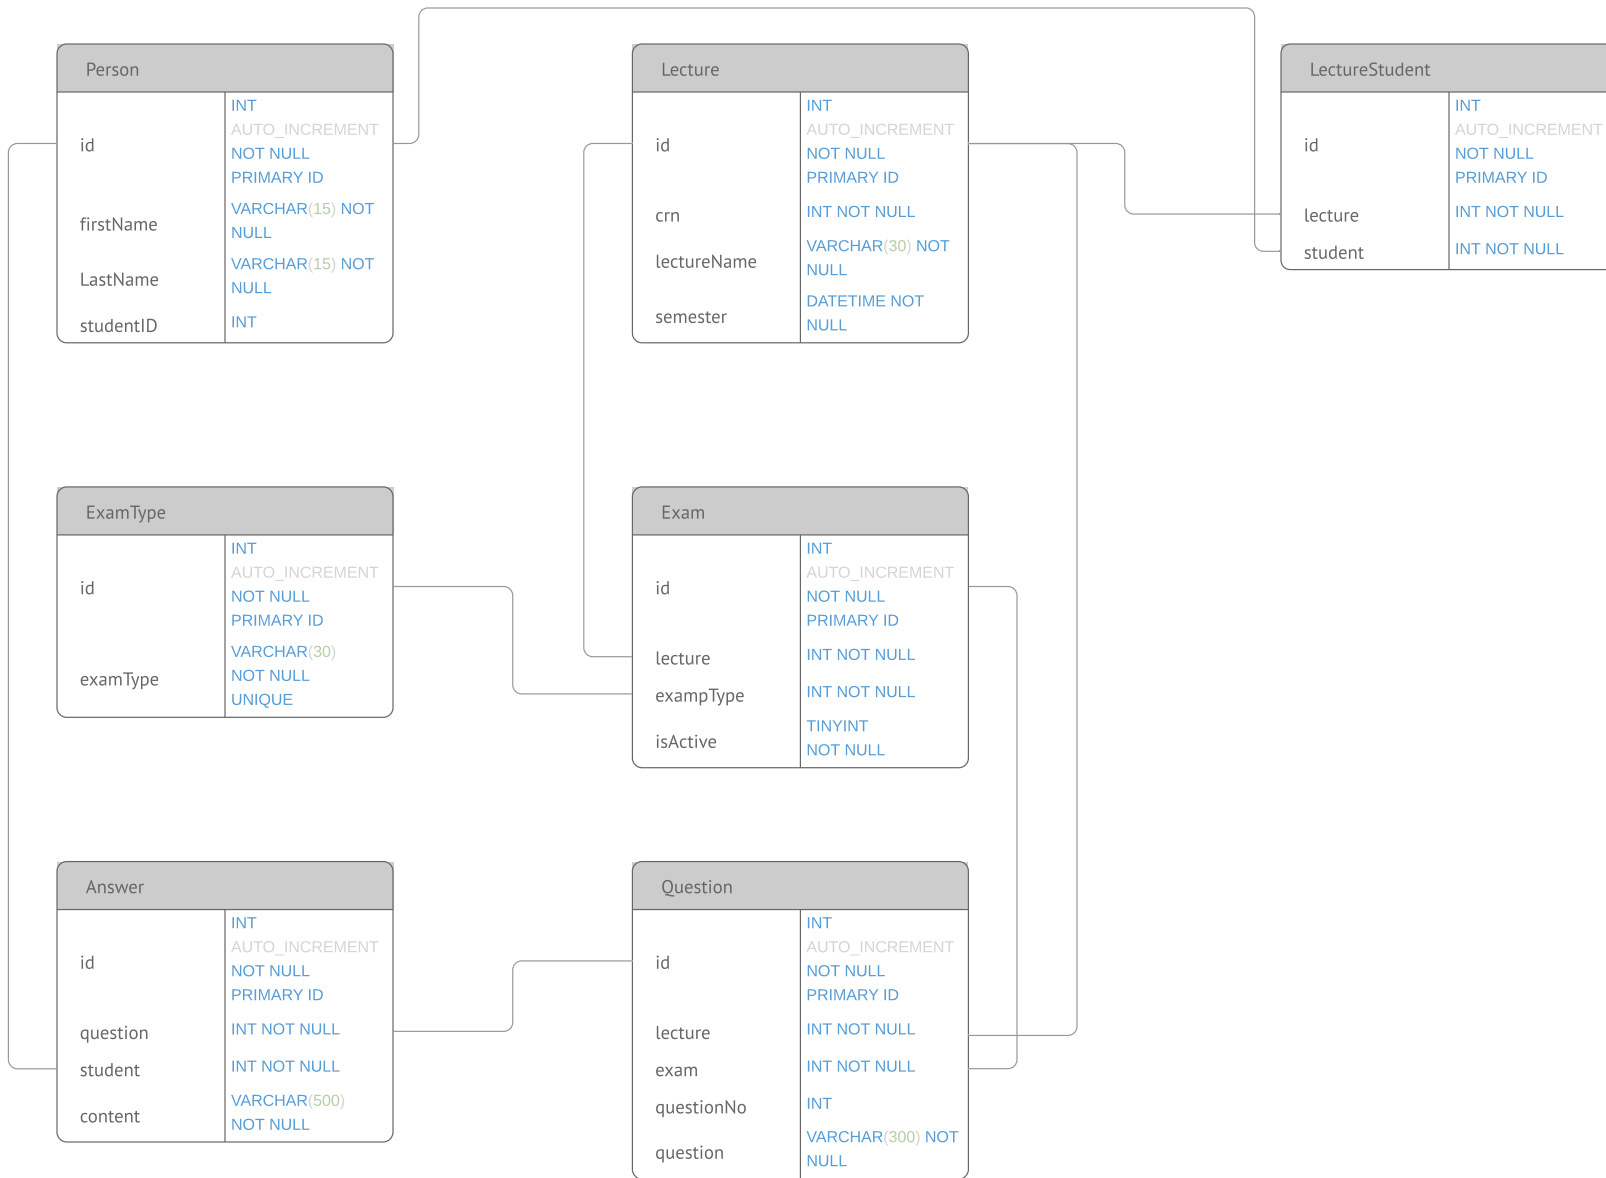 Person
id
INT
AUTO_INCREMENT
NOT NULL
PRIMARY ID
firstName
VARCHAR(15) NOT
NULL
LastName
VARCHAR(15) NOT
NULL
studentID
INT
Lecture
id
INT
AUTO_INCREMENT
NOT NULL
PRIMARY ID
crn
INT NOT NULL
lectureName
VARCHAR(30) NOT
NULL
semester
DATETIME NOT
NULL
LectureStudent
id
INT
AUTO_INCREMENT
NOT NULL
PRIMARY ID
lecture
INT NOT NULL
student
INT NOT NULL
ExamType
id
INT
AUTO_INCREMENT
NOT NULL
PRIMARY ID
examType
VARCHAR(30)
NOT NULL
UNIQUE
Exam
id
INT
AUTO_INCREMENT
NOT NULL
PRIMARY ID
lecture
INT NOT NULL
exampType
INT NOT NULL
isActive
TINYINT
NOT NULL
Answer
id
INT
AUTO_INCREMENT
NOT NULL
PRIMARY ID
question
INT NOT NULL
student
INT NOT NULL
content
VARCHAR(500)
NOT NULL
Question
id
INT
AUTO_INCREMENT
NOT NULL
PRIMARY ID
lecture
INT NOT NULL
exam
INT NOT NULL
questionNo
INT
question
VARCHAR(300) NOT
NULL